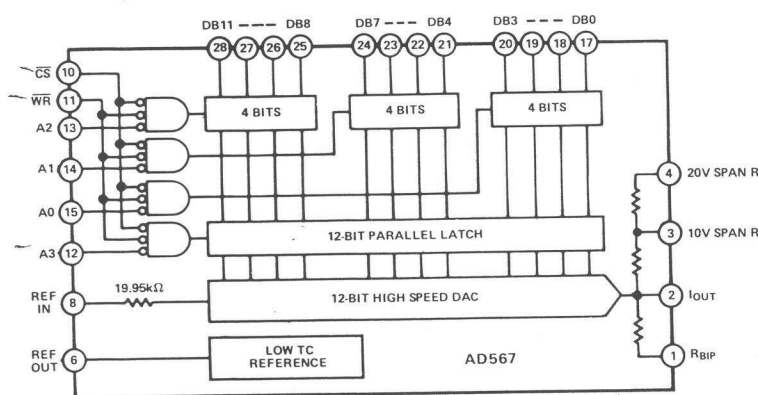 DB11 ---- DB8 DB7 --- DB4 DB3 ---- DB0
28 27 26 25 24 23 22 21 20 19 18 17
CS 10
WR 11
A2 13
A1 14
A0 15
A3 12
4 BITS 4 BITS 4 BITS
12-BIT PARALLEL LATCH
REF IN 8
19.95kΩ
12-BIT HIGH SPEED DAC
REF OUT 6
LOW TC
REFERENCE
AD567
4 20V SPAN R
3 10V SPAN R
2 IOUT
1 RBIP